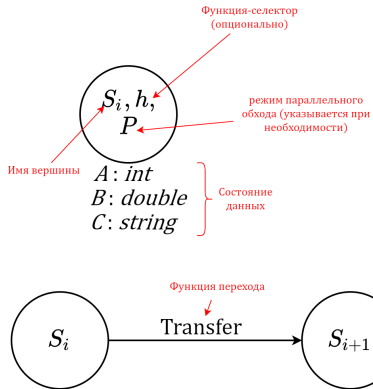 Функция-селектор
(опционально)
S_i, h,
P
режим параллельного
обхода (указывается при
необходимости)
Имя вершины
A : int
B : double
C : string
Состояние
данных
Функция перехода
Transfer
S_i
S_{i+1}